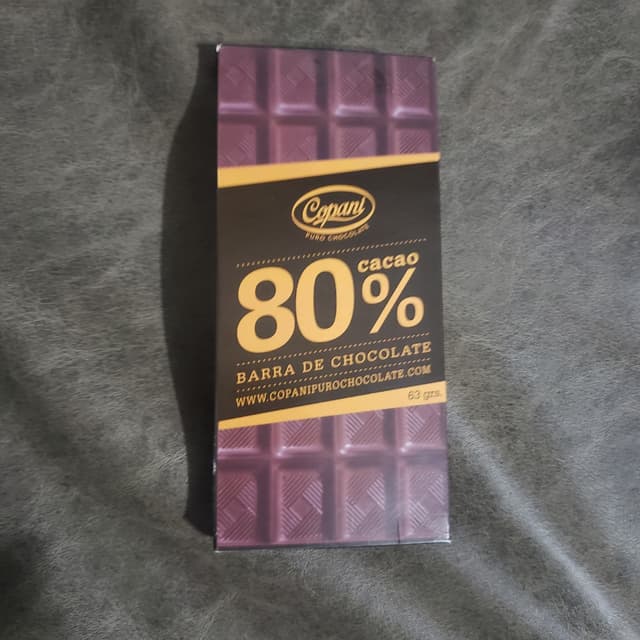 Copani
PURO CHOCOLATE
80% cacao
BARRA DE CHOCOLATE
WWW.COPANIPUROCHOCOLATE.COM
63 grs.